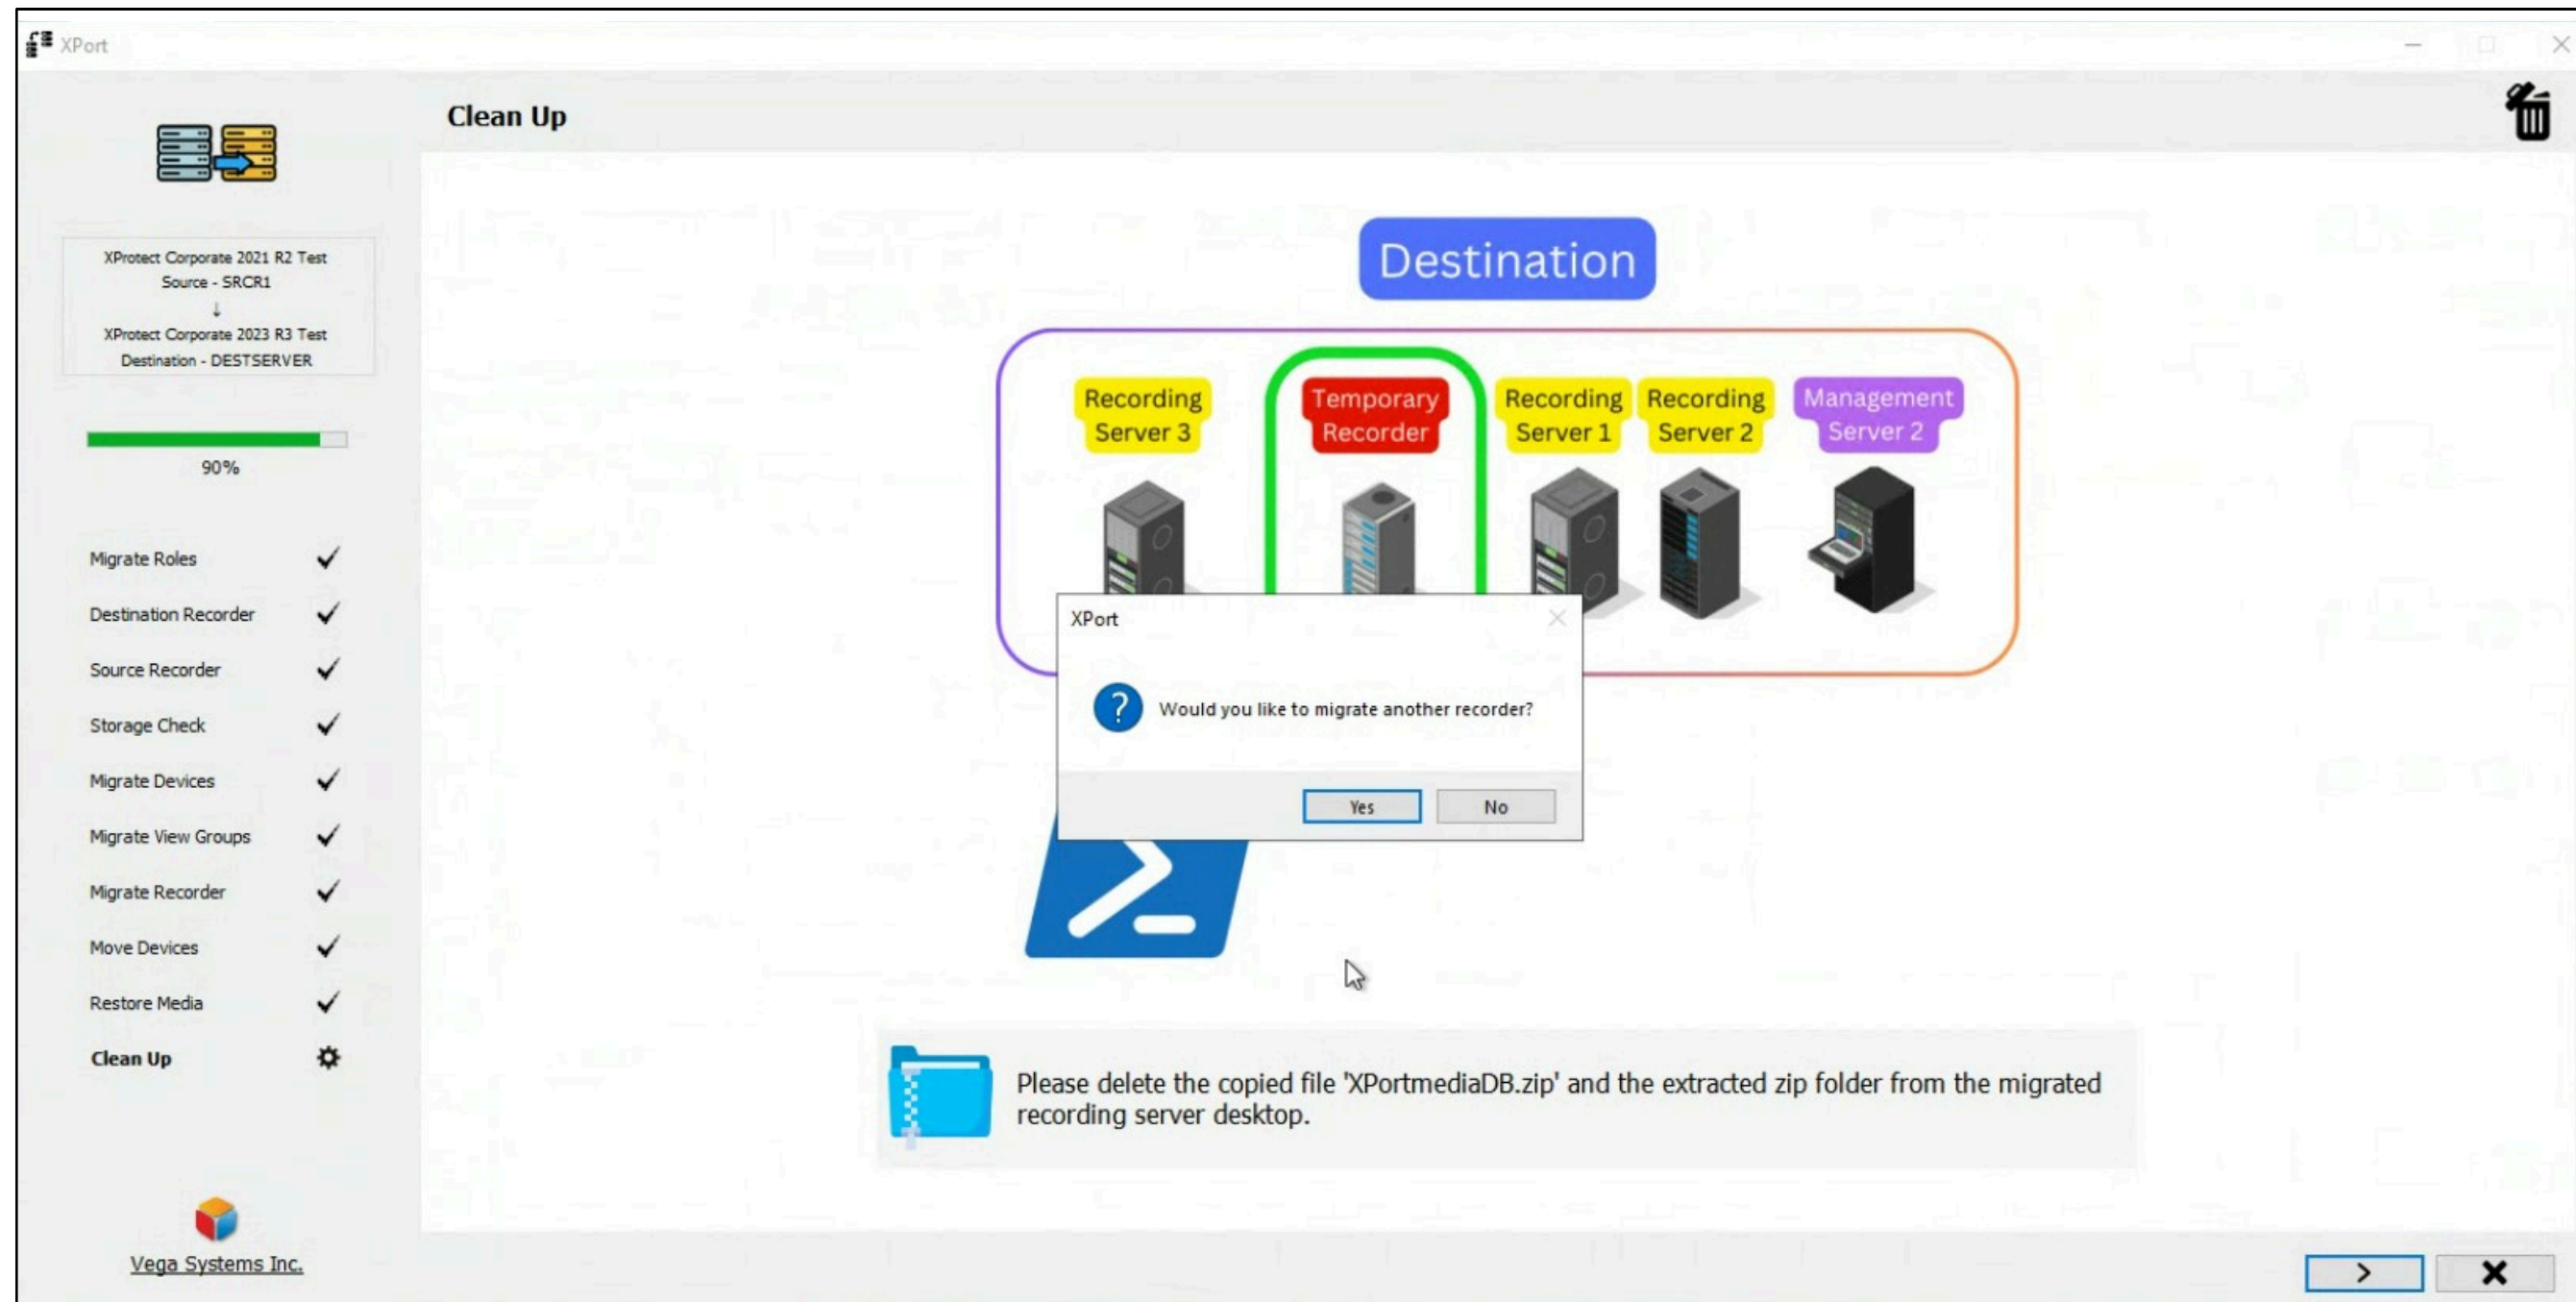 XPort
Clean Up
XProtect Corporate 2021 R2 Test
Source - SRCR1
↓
XProtect Corporate 2023 R3 Test
Destination - DESTSERVER
90%
Migrate Roles
Destination Recorder
Source Recorder
Storage Check
Migrate Devices
Migrate View Groups
Migrate Recorder
Move Devices
Restore Media
Clean Up
Vega Systems Inc.
Destination
Recording
Server 3
Temporary
Recorder
Recording
Server 1
Recording
Server 2
Management
Server 2
XPort
Would you like to migrate another recorder?
Yes
No
Please delete the copied file 'XPortmediaDB.zip' and the extracted zip folder from the migrated
recording server desktop.